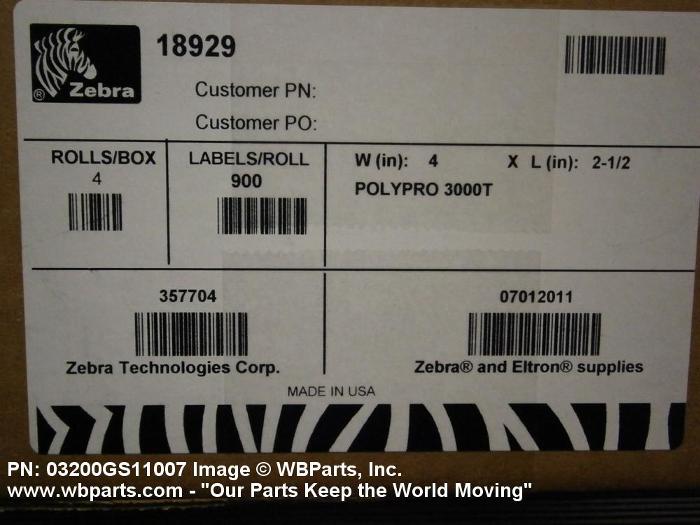 18929
® Zebra
Customer PN:
Customer PO:
ROLLS/BOX
4
LABELS/ROLL
900
W (in): 4 X L (in): 2-1/2
POLYPRO 3000T
357704
Zebra Technologies Corp.
07012011
Zebra® and Eltron® supplies
MADE IN USA
PN: 03200GS11007 Image © WBParts, Inc.
www.wbparts.com - "Our Parts Keep the World Moving"